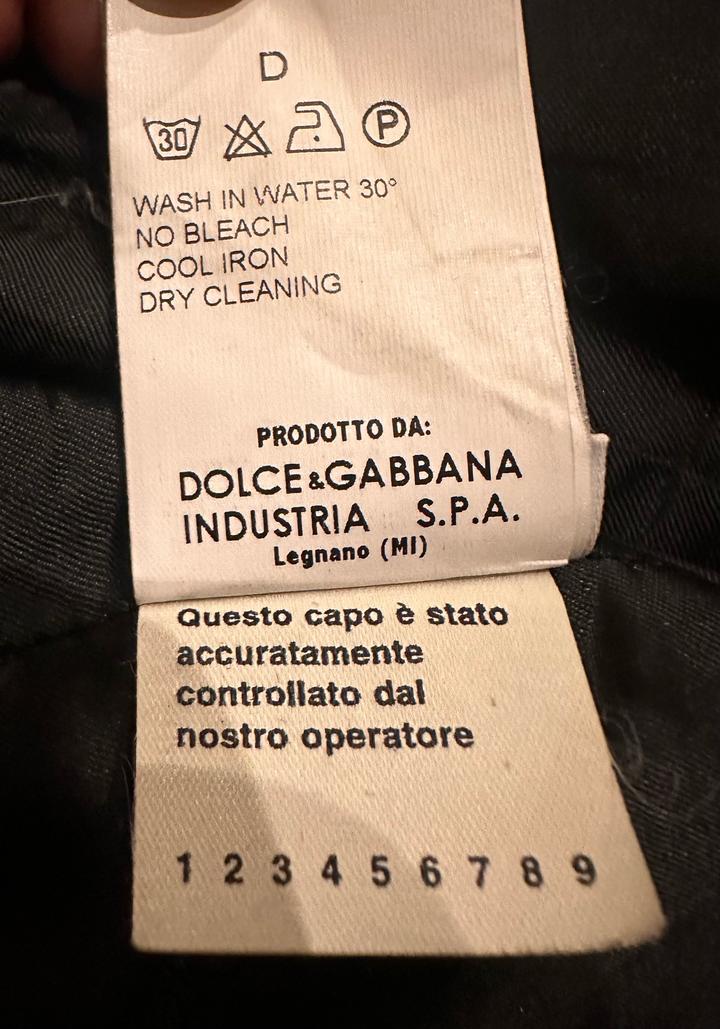 D
30 P
WASH IN WATER 30°
NO BLEACH
COOL IRON
DRY CLEANING
PRODOTTO DA:
DOLCE&GABBANA
INDUSTRIA S.P.A.
Legnano (MI)
Questo capo è stato
accuratamente
controllato dal
nostro operatore
1 2 3 4 5 6 7 8 9